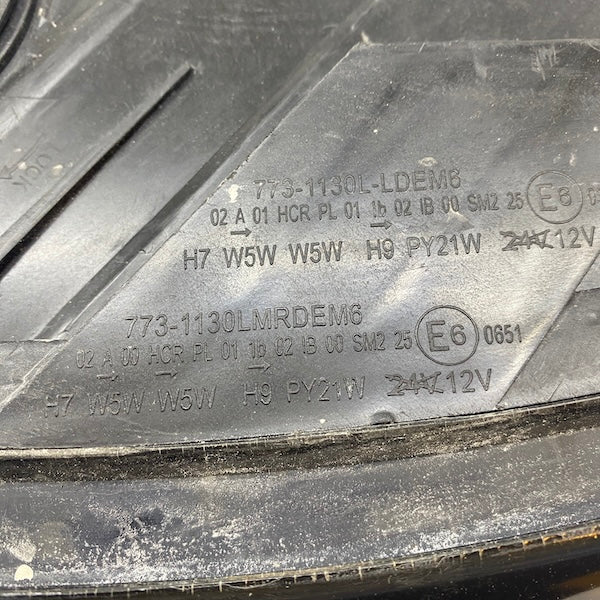 LOCK
773-1130L-LDEM6
02 A 01 HCR PL 01 1b 02 IB 00 SM2 25 E6
H7 W5W W5W H9 PY21W 24V 12V
773-1130LMRDEM6
02 A 00 HCR PL 01 1b 02 IB 00 SM2 25 E6 0651
H7 W5W W5W H9 PY21W 24V 12V